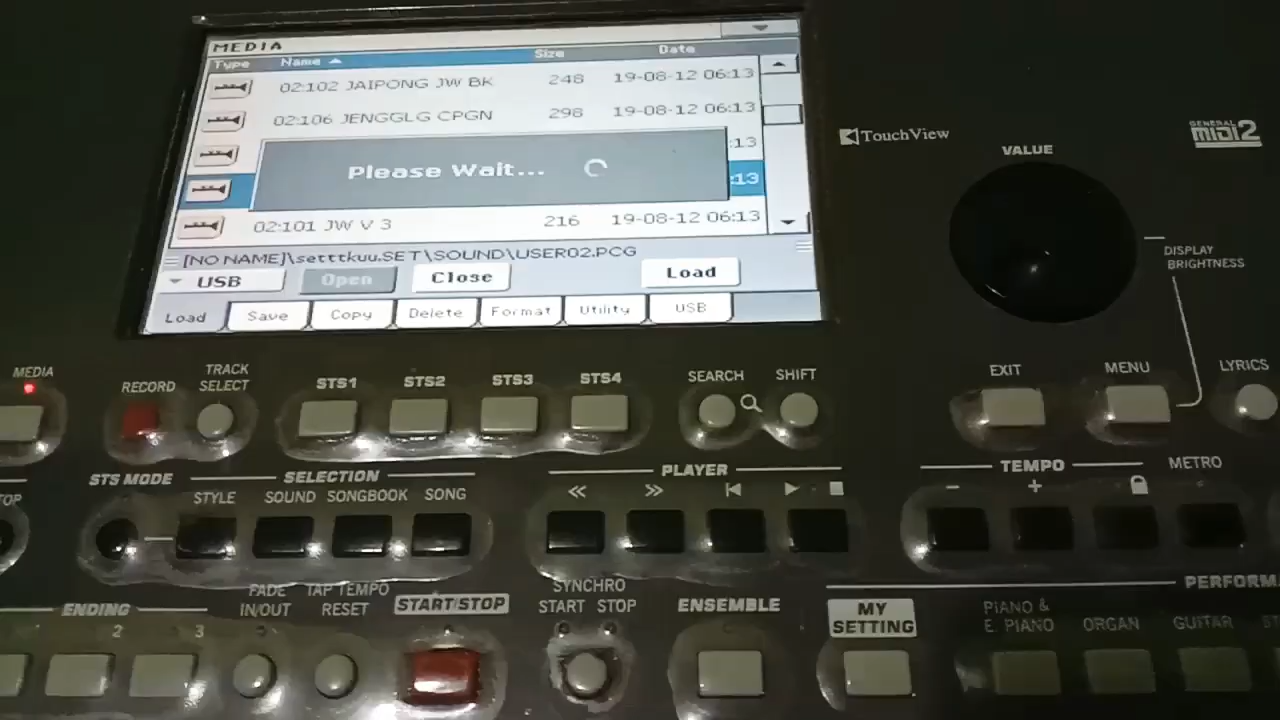 MEDIA
Type Name Size Date
02:102 JAIPONG JW BK 248 19-08-12 06:13
02:106 JENGGLG CPGN 298 19-08-12 06:13
:13
Please Wait...
:13
02:101 JW V 3 216 19-08-12 06:13
[NO NAME]\setttkuu.SET\SOUND\USER02.PCG
USB Open Close Load
Load Save Copy Delete Format Utility USB
TouchView
GENERAL
MIDI2
VALUE
DISPLAY
BRIGHTNESS
MEDIA
RECORD
TRACK
SELECT
STS1 STS2 STS3 STS4
SEARCH SHIFT
EXIT MENU LYRICS
STS MODE
SELECTION
STYLE SOUND SONGBOOK SONG
PLAYER
TEMPO
- +
METRO
TOP
ENDING
2 3
FADE
IN/OUT
TAP TEMPO
RESET
START/STOP
SYNCHRO
START STOP
ENSEMBLE
MY
SETTING
PERFORMA
PIANO &
E. PIANO
ORGAN GUITAR ST